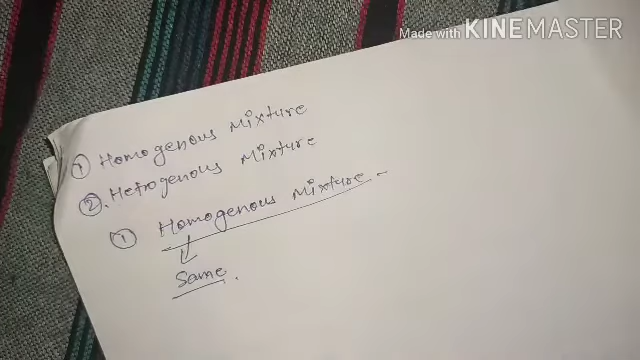 Made with KINEMASTER
① Homogenous Mixture
②. Hetrogenous Mixture
① Homogenous Mixture -
Same.